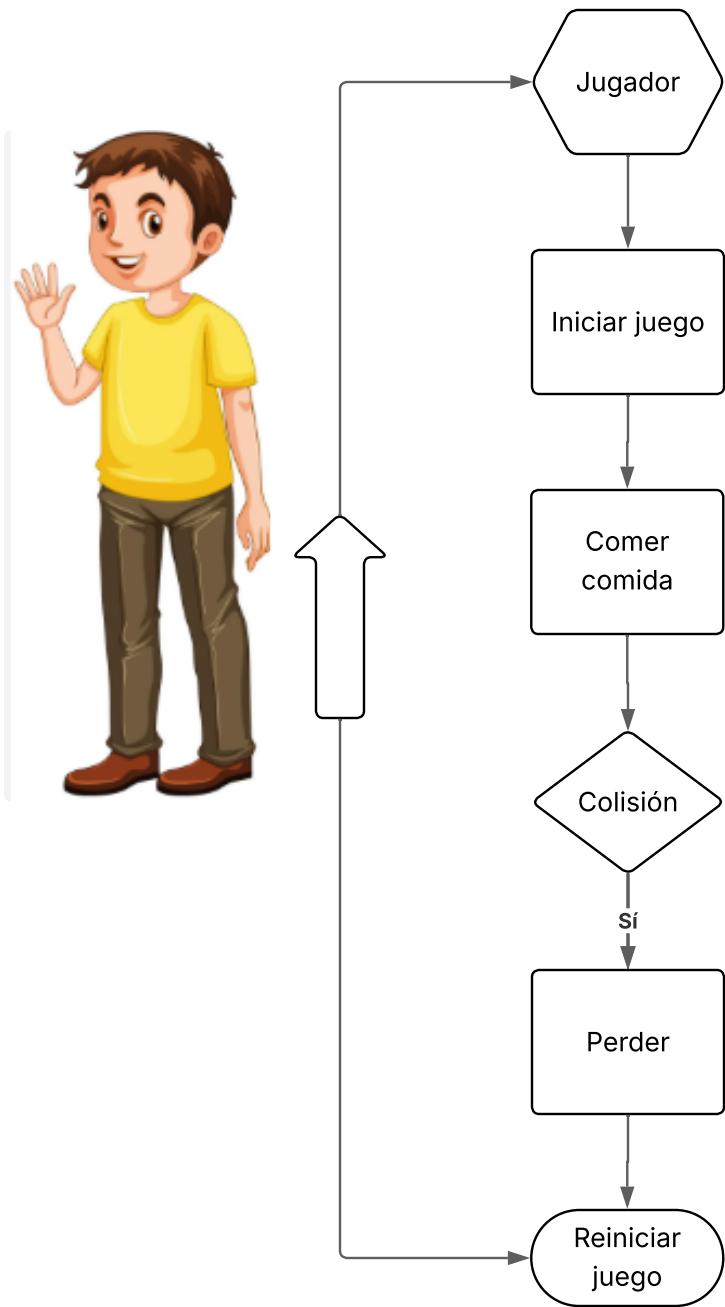 Jugador
Iniciar juego
Comer
comida
Colisión
Sí
Perder
Reiniciar
juego